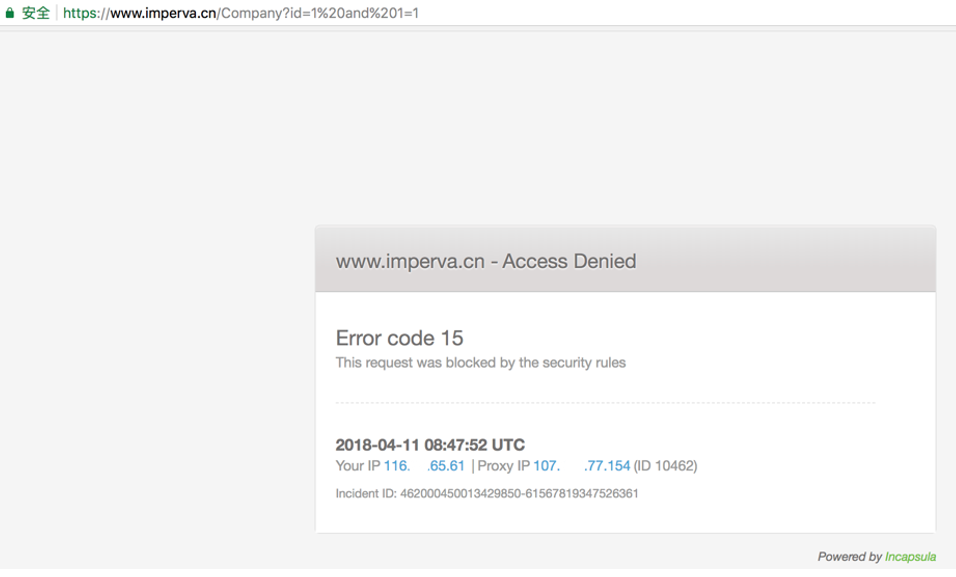 安全 https://www.imperva.cn/Company?id=1%20and%201=1
www.imperva.cn - Access Denied
Error code 15
This request was blocked by the security rules
2018-04-11 08:47:52 UTC
Your IP 116. .65.61 | Proxy IP 107. .77.154 (ID 10462)
Incident ID: 462000450013429850-61567819347526361
Powered by Incapsula